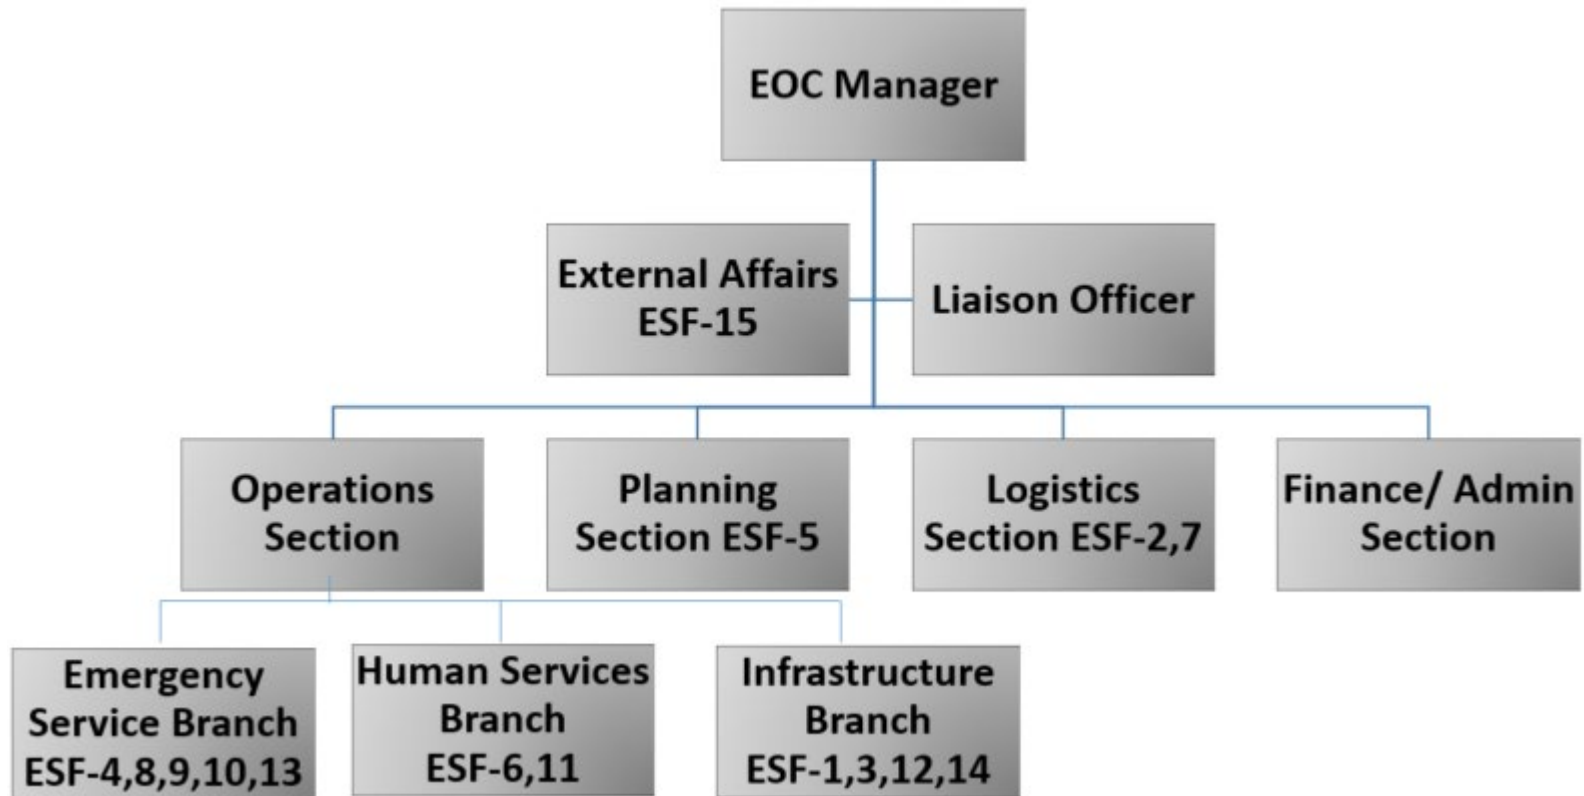 EOC Manager
External Affairs
ESF-15
Liaison Officer
Operations
Section
Planning
Section ESF-5
Logistics
Section ESF-2,7
Finance/ Admin
Section
Emergency
Service Branch
ESF-4,8,9,10,13
Human Services
Branch
ESF-6,11
Infrastructure
Branch
ESF-1,3,12,14